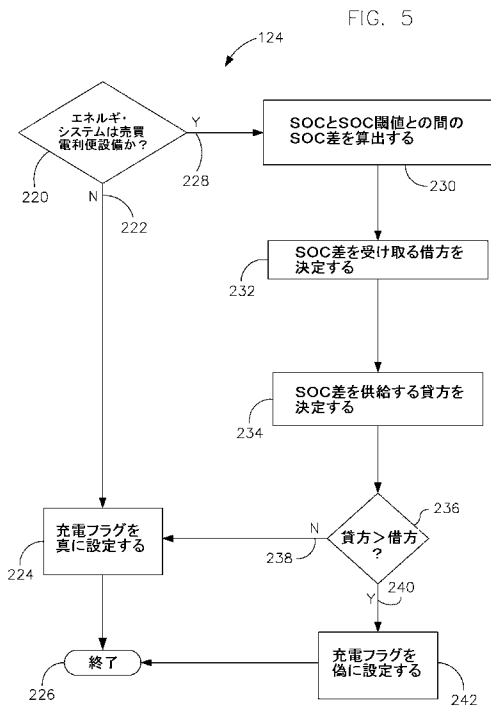 FIG. 5
124
エネルギ・
システムは売買
電利便設備か?
220
Y
228
N
222
SOCとSOC閾値との間の
SOC差を算出する
230
SOC差を受け取る借方を
決定する
232
SOC差を供給する貸方を
決定する
234
貸方>借方
?
236
N
238
Y
240
充電フラグを
真に設定する
224
終了
226
充電フラグを
偽に設定する
242